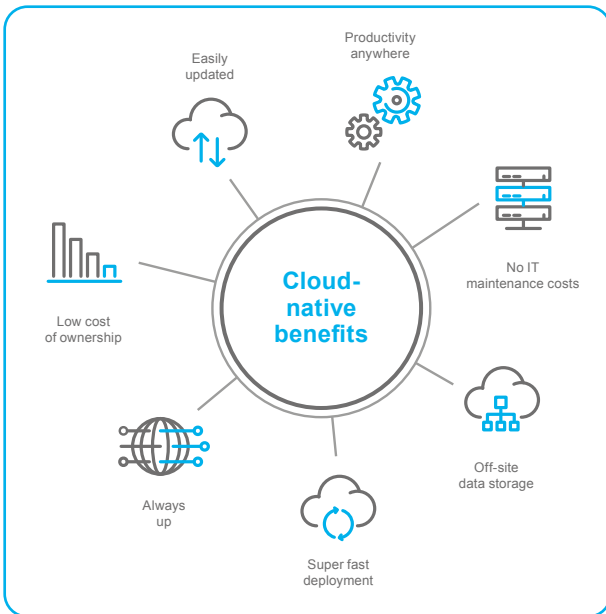 Productivity
anywhere
Easily
updated
No IT
maintenance costs
Cloud-
native
benefits
Low cost
of ownership
Off-site
data storage
Always
up
Super fast
deployment